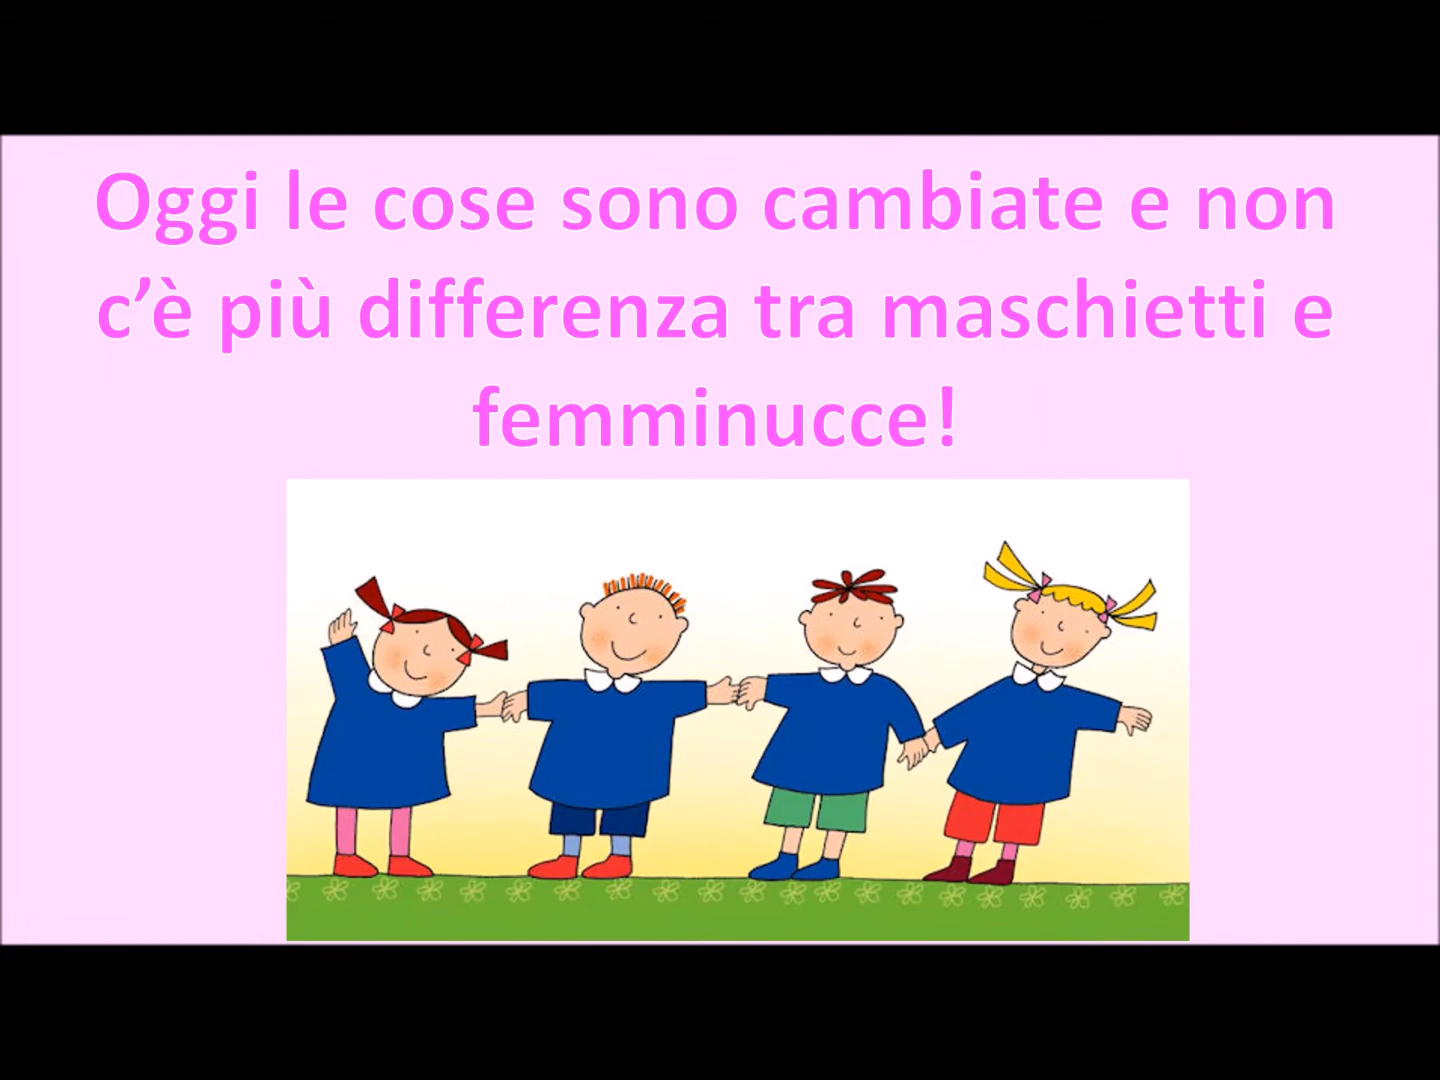 Oggi le cose sono cambiate e non
c’è più differenza tra maschietti e
femminucce!